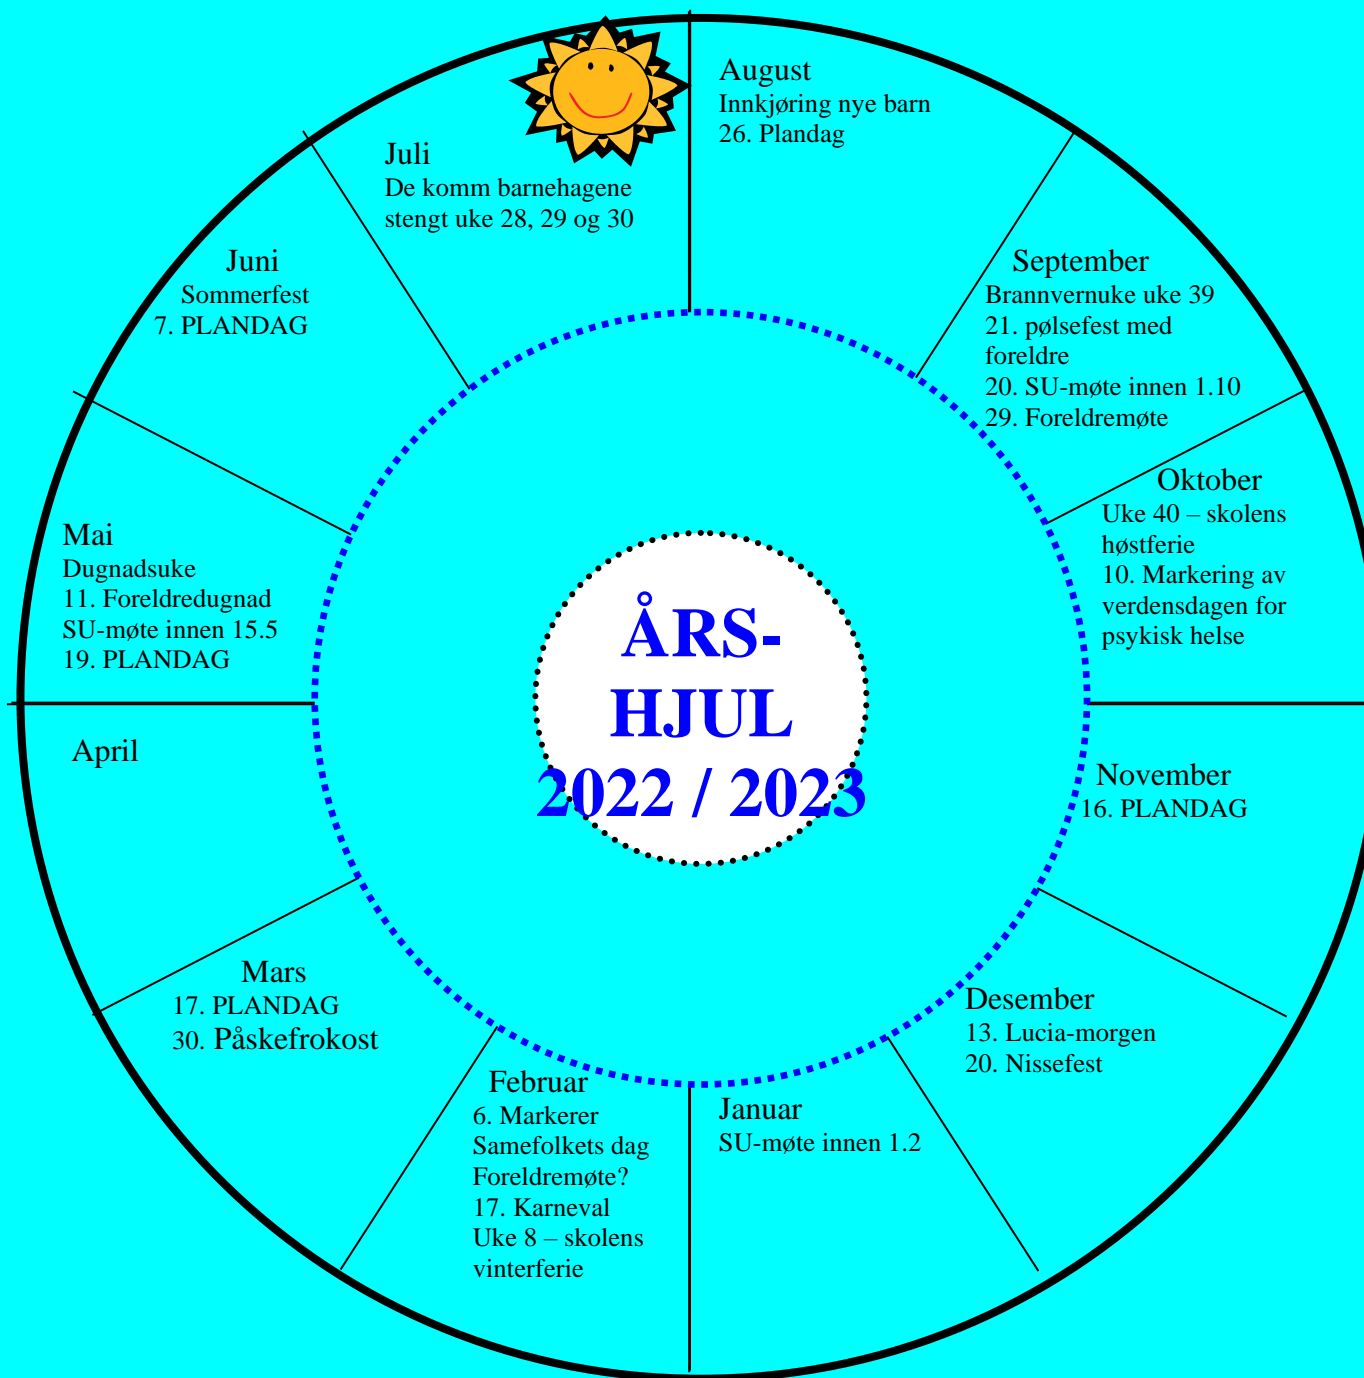 August
Innkjøring nye barn
26. Plandag
September
Brannvernuke uke 39
21. pølsefest med
foreldre
20. SU-møte innen 1.10
29. Foreldremøte
Oktober
Uke 40 – skolens
høstferie
10. Markering av
verdensdagen for
psykisk helse
November
16. PLANDAG
Desember
13. Lucia-morgen
20. Nissefest
Januar
SU-møte innen 1.2
Februar
6. Markerer
Samefolkets dag
Foreldremøte?
17. Karneval
Uke 8 – skolens
vinterferie
Mars
17. PLANDAG
30. Påskefrokost
April
Mai
Dugnadsuke
11. Foreldredugnad
SU-møte innen 15.5
19. PLANDAG
Juni
Sommerfest
7. PLANDAG
Juli
De komm barnehagene
stengt uke 28, 29 og 30
ÅRS-
HJUL
2022 / 2023